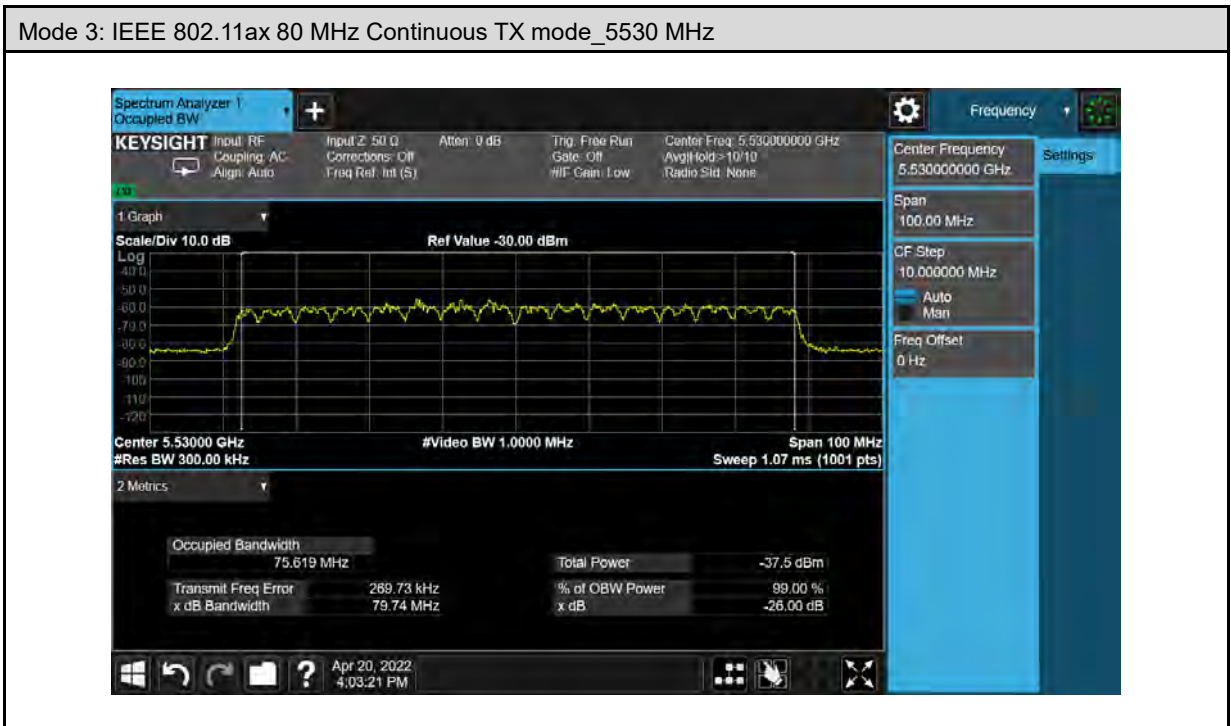 Mode 3: IEEE 802.11ax 80 MHz Continuous TX mode_5530 MHz
Spectrum Analyzer 1
Occupied BW
+
Frequency
KEYSIGHT Input: RF
Coupling: AC
Align: Auto
Input Z: 50 Ω
Corrections: Off
Freq Ref: Int (S)
Atten: 0 dB
Trig: Free Run
Gate: Off
#IF Gain: Low
Center Freq: 5.530000000 GHz
Avg|Hold:>10/10
Radio Std: None
Center Frequency
5.530000000 GHz
Settings
Span
100.00 MHz
CF Step
10.000000 MHz
Auto
Man
Freq Offset
0 Hz
1 Graph
Scale/Div 10.0 dB
Ref Value -30.00 dBm
Log
-40.0
-50.0
-60.0
-70.0
-80.0
-90.0
-100
-110
-120
Center 5.53000 GHz
#Video BW 1.0000 MHz
Span 100 MHz
#Res BW 300.00 kHz
Sweep 1.07 ms (1001 pts)
2 Metrics
Occupied Bandwidth
75.619 MHz
Total Power -37.5 dBm
Transmit Freq Error 269.73 kHz
% of OBW Power 99.00 %
x dB Bandwidth 79.74 MHz
x dB -26.00 dB
?
Apr 20, 2022
4:03:21 PM